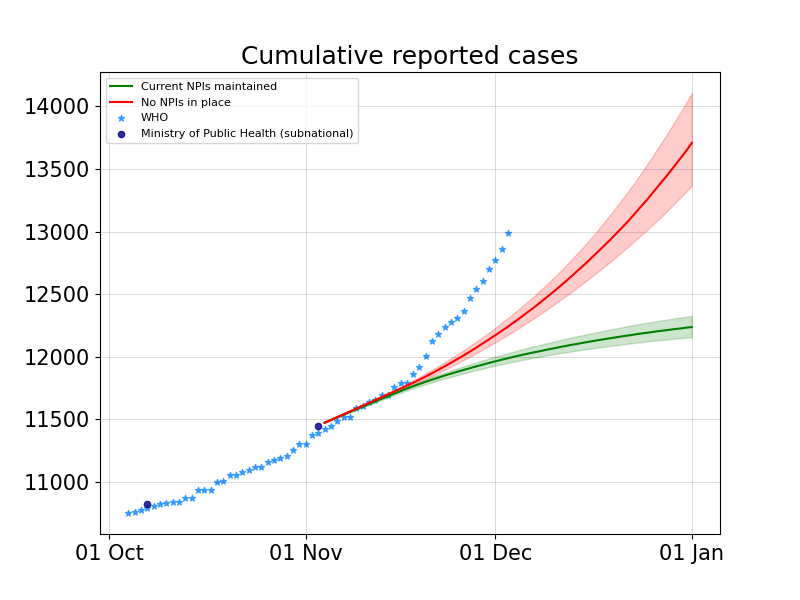 Cumulative reported cases
Current NPIs maintained
No NPIs in place
WHO
Ministry of Public Health (subnational)
14000
13500
13000
12500
12000
11500
11000
01 Oct
01 Nov
01 Dec
01 Jan